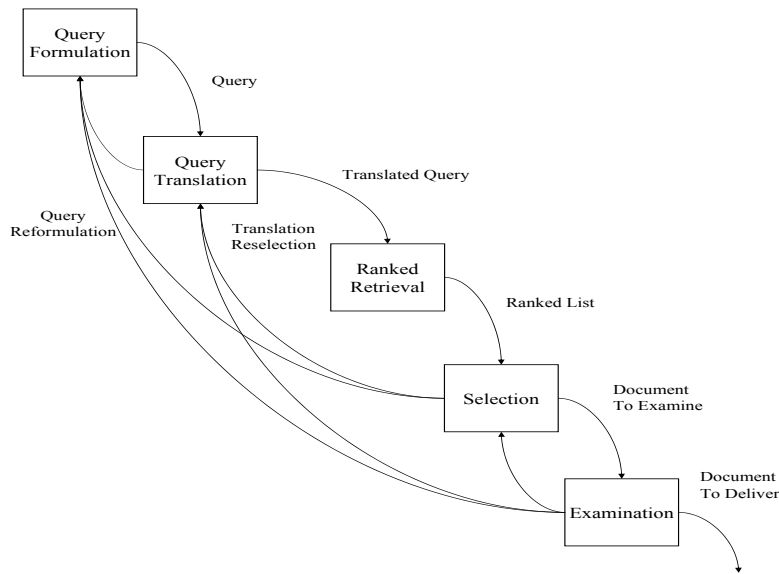 Query
Formulation
Query
Query
Translation
Translated Query
Query
Reformulation
Translation
Reselection
Ranked
Retrieval
Ranked List
Selection
Document
To Examine
Examination
Document
To Deliver